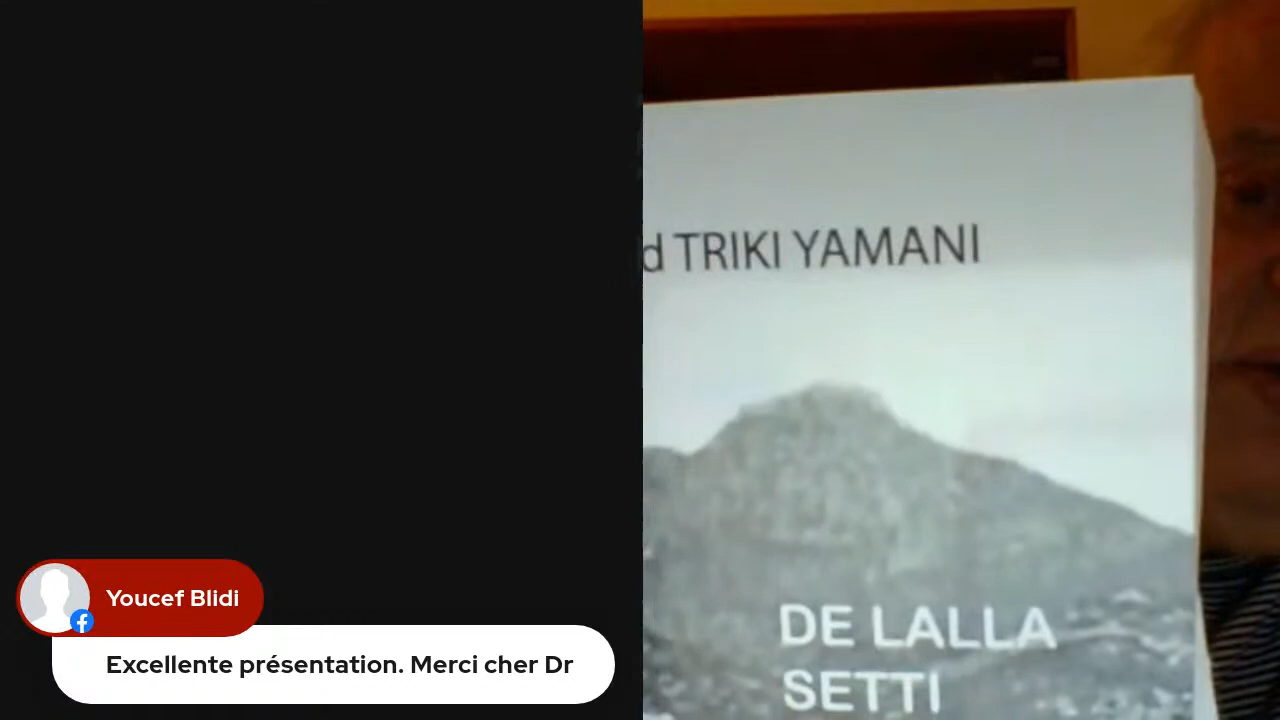 d TRIKI YAMANI
DE LALLA
SETTI
Youcef Blidi
Excellente présentation. Merci cher Dr